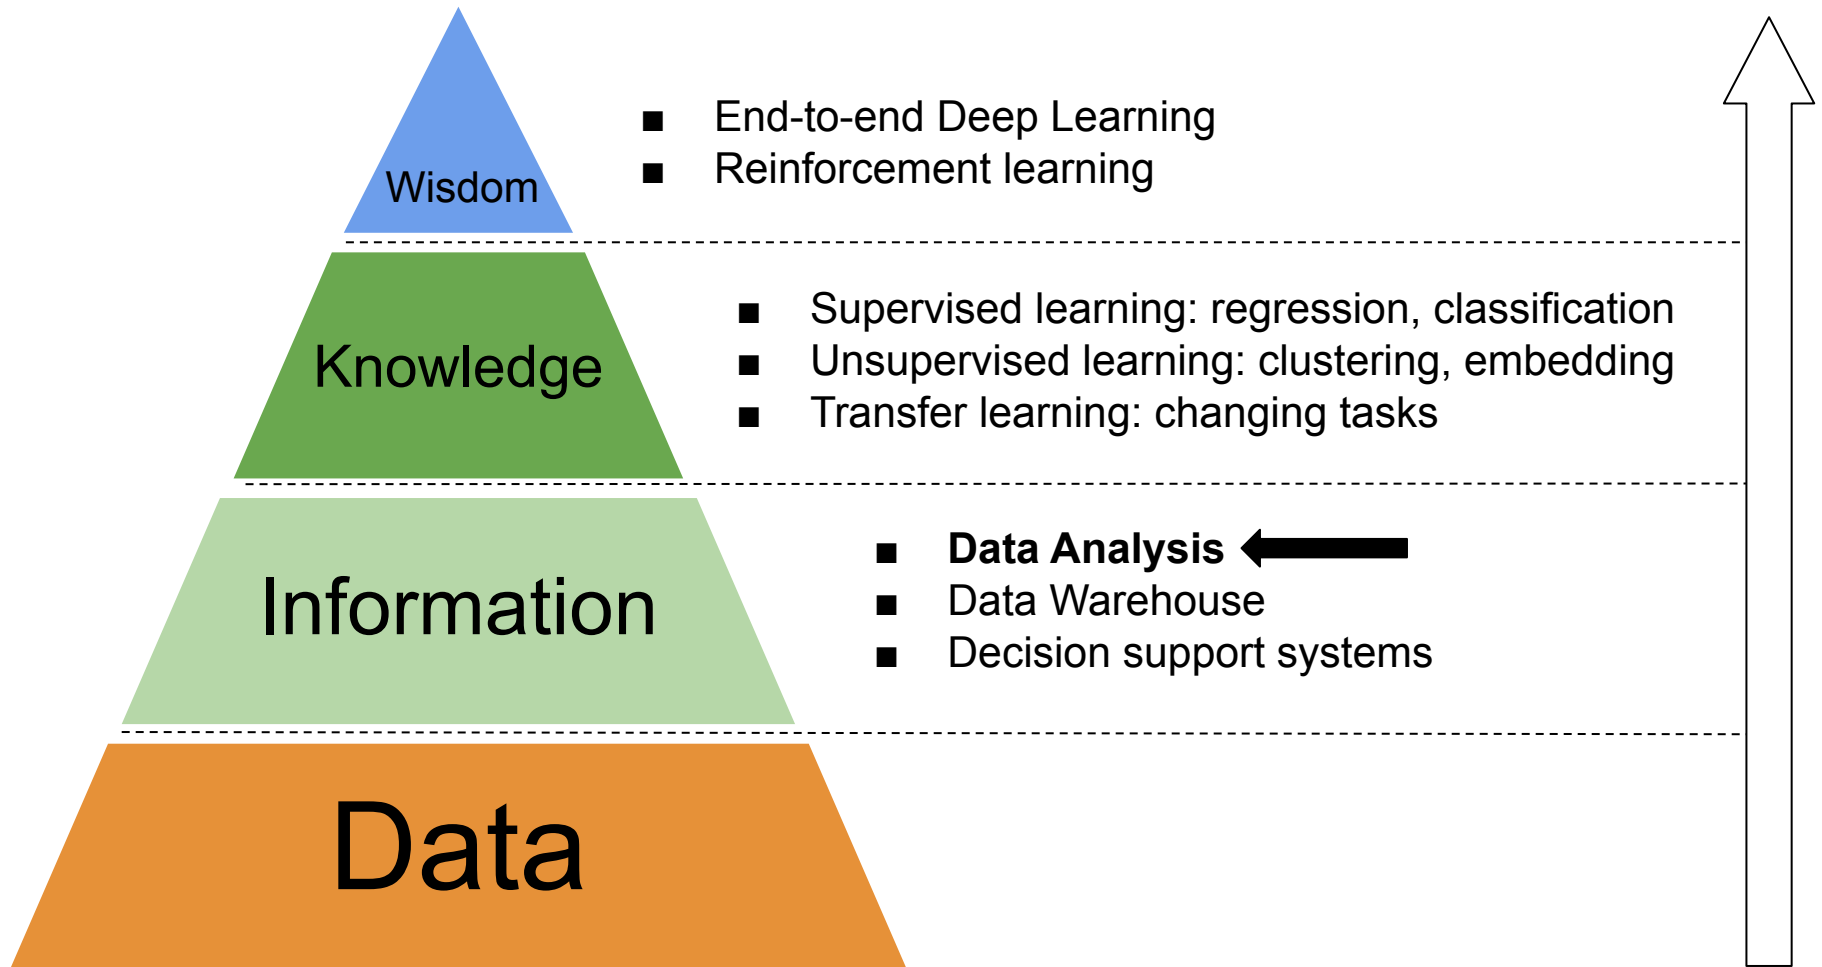 Wisdom
■ End-to-end Deep Learning
■ Reinforcement learning
Knowledge
■ Supervised learning: regression, classification
■ Unsupervised learning: clustering, embedding
■ Transfer learning: changing tasks
Information
■ Data Analysis
■ Data Warehouse
■ Decision support systems
Data